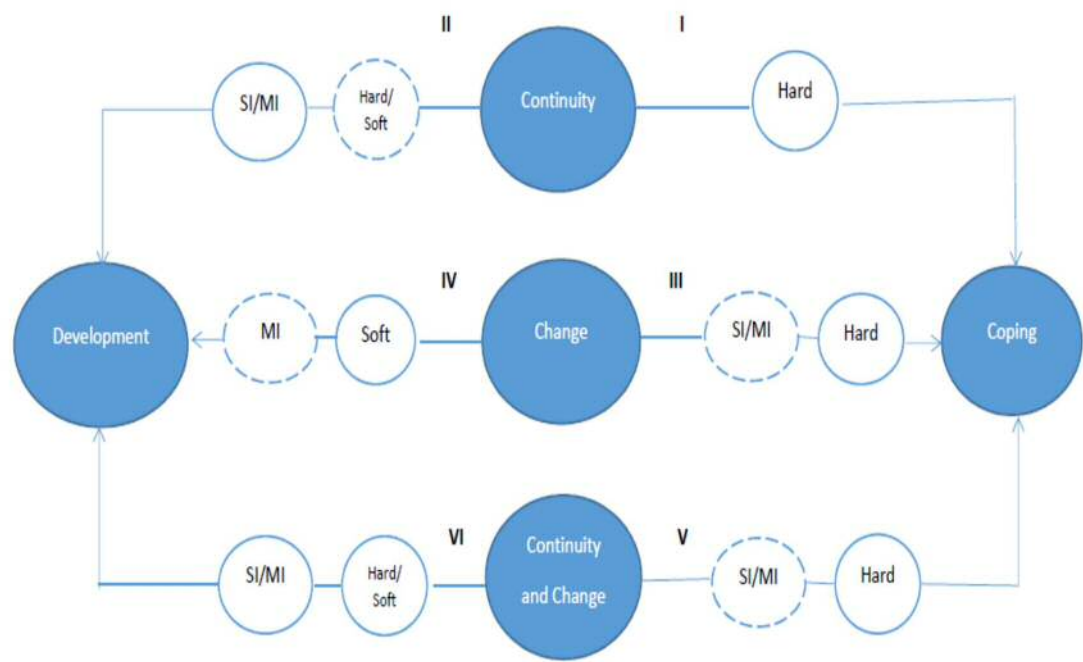 II
I
SI/MI
Hard/
Soft
Continuity
Hard
IV
III
Development
MI
Soft
Change
SI/MI
Hard
Coping
VI
V
SI/MI
Hard/
Soft
Continuity
and Change
SI/MI
Hard